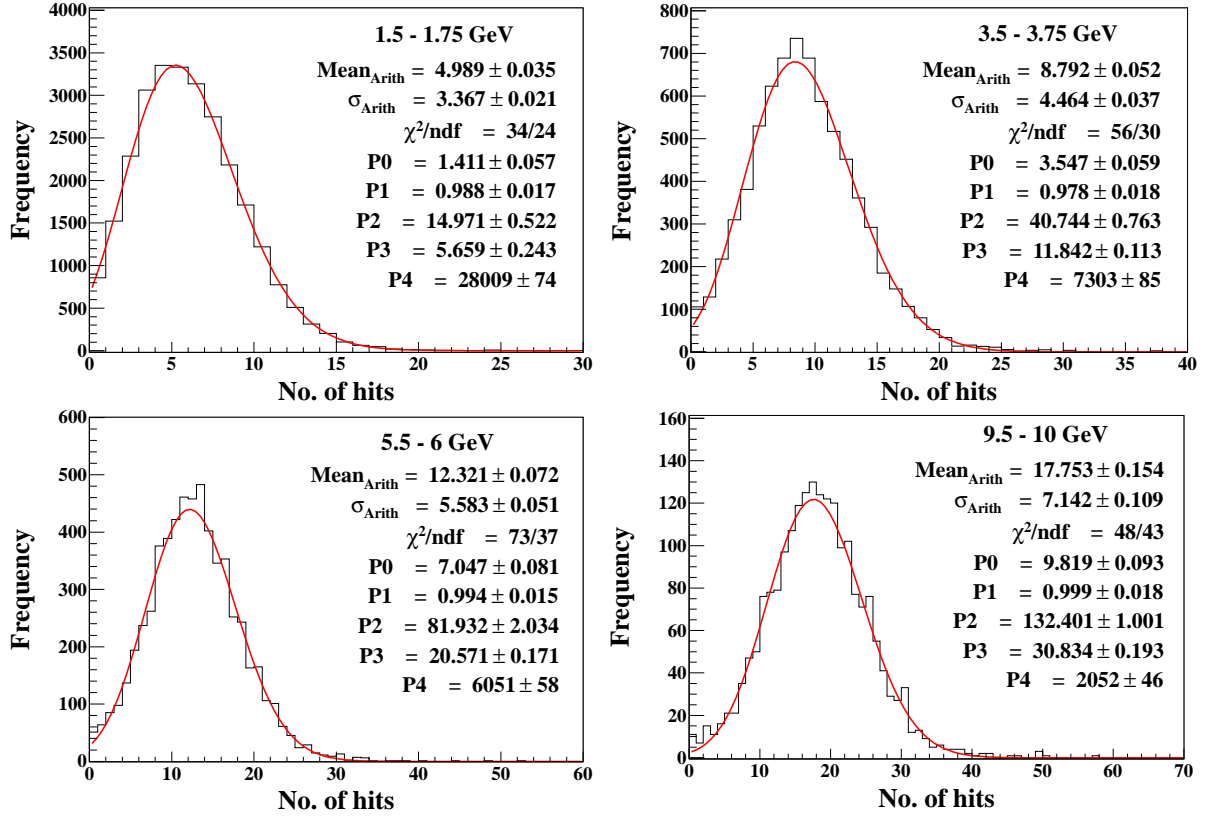 1.5 - 1.75 GeV
Mean_Arith = 4.989 ± 0.035
σ_Arith = 3.367 ± 0.021
χ²/ndf = 34/24
P0 = 1.411 ± 0.057
P1 = 0.988 ± 0.017
P2 = 14.971 ± 0.522
P3 = 5.659 ± 0.243
P4 = 28009 ± 74
Frequency
4000
3500
3000
2500
2000
1500
1000
500
0
0 5 10 15 20 25 30
No. of hits
3.5 - 3.75 GeV
Mean_Arith = 8.792 ± 0.052
σ_Arith = 4.464 ± 0.037
χ²/ndf = 56/30
P0 = 3.547 ± 0.059
P1 = 0.978 ± 0.018
P2 = 40.744 ± 0.763
P3 = 11.842 ± 0.113
P4 = 7303 ± 85
Frequency
800
700
600
500
400
300
200
100
0
0 5 10 15 20 25 30 35 40
No. of hits
5.5 - 6 GeV
Mean_Arith = 12.321 ± 0.072
σ_Arith = 5.583 ± 0.051
χ²/ndf = 73/37
P0 = 7.047 ± 0.081
P1 = 0.994 ± 0.015
P2 = 81.932 ± 2.034
P3 = 20.571 ± 0.171
P4 = 6051 ± 58
Frequency
600
500
400
300
200
100
0
0 10 20 30 40 50 60
No. of hits
9.5 - 10 GeV
Mean_Arith = 17.753 ± 0.154
σ_Arith = 7.142 ± 0.109
χ²/ndf = 48/43
P0 = 9.819 ± 0.093
P1 = 0.999 ± 0.018
P2 = 132.401 ± 1.001
P3 = 30.834 ± 0.193
P4 = 2052 ± 46
Frequency
160
140
120
100
80
60
40
20
0
0 10 20 30 40 50 60 70
No. of hits